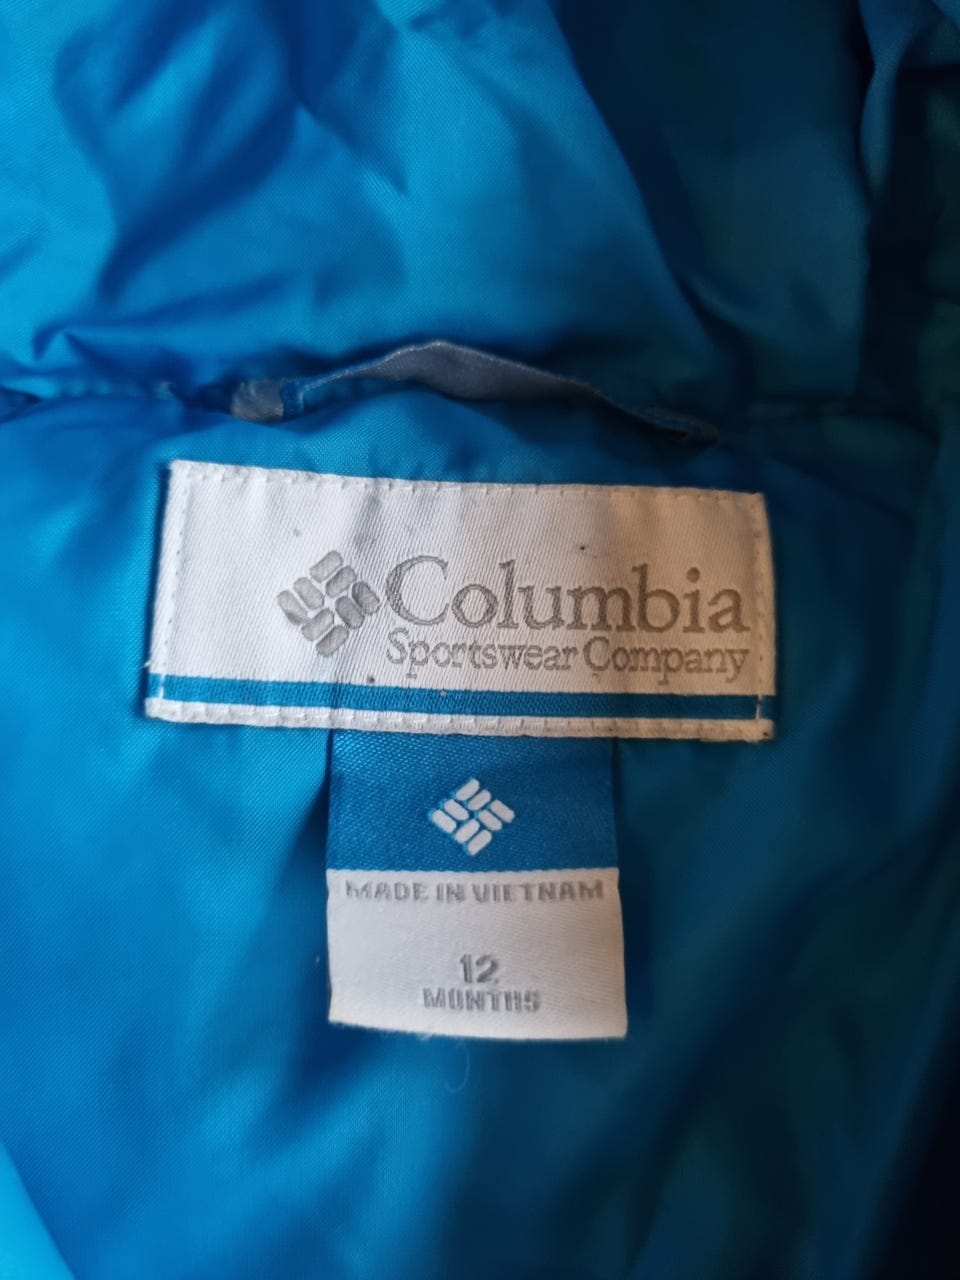 Columbia
Sportswear Company
MADE IN VIETNAM
12
MONTHS